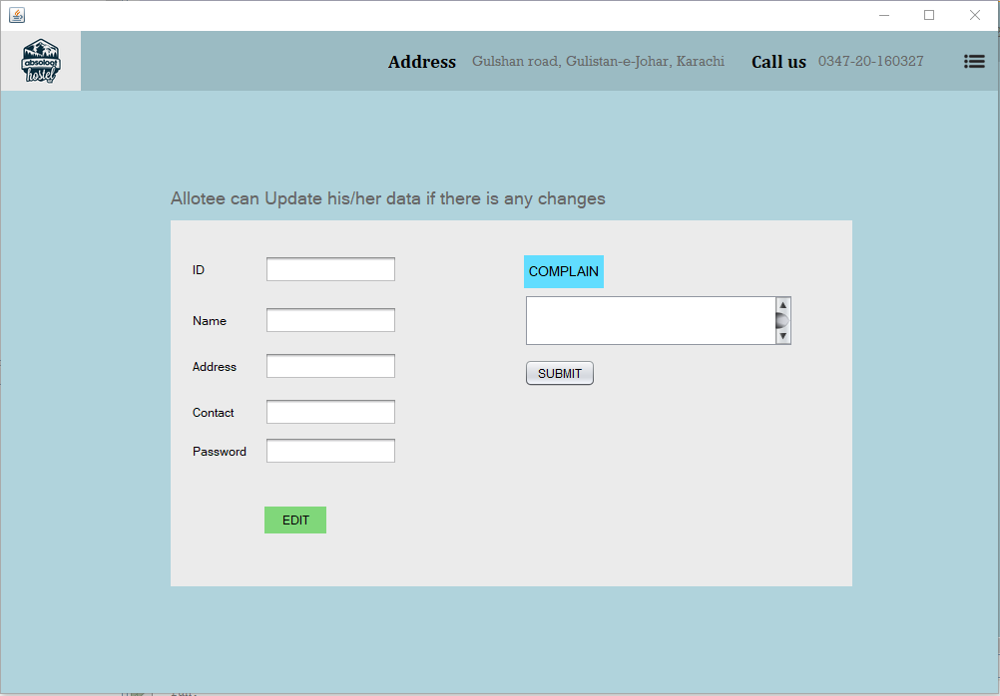 absoloot
hostel
Address Gulshan road, Gulistan-e-Johar, Karachi Call us 0347-20-160327
Allotee can Update his/her data if there is any changes
ID
COMPLAIN
Name
Address
SUBMIT
Contact
Password
EDIT